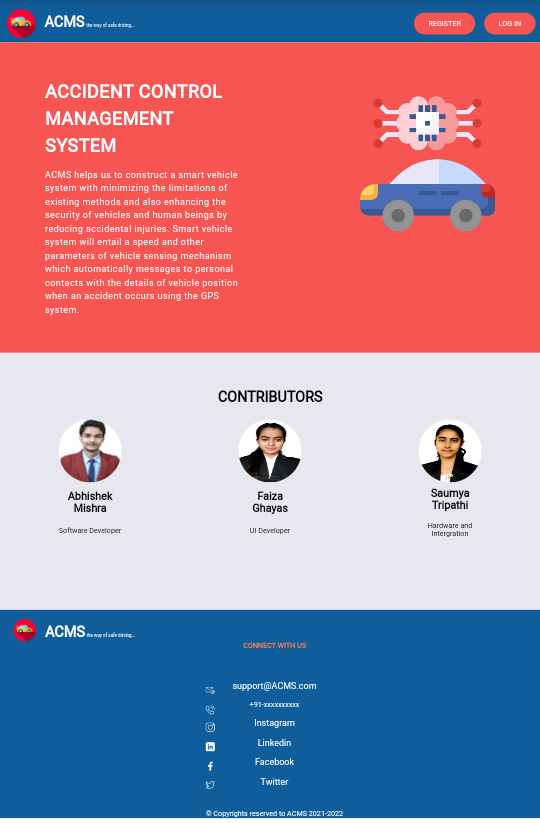 ACMS the way of safe driving...
REGISTER
LOG IN
ACCIDENT CONTROL
MANAGEMENT
SYSTEM
ACMS helps us to construct a smart vehicle
system with minimizing the limitations of
existing methods and also enhancing the
security of vehicles and human beings by
reducing accidental injuries. Smart vehicle
system will entail a speed and other
parameters of vehicle sensing mechanism
which automatically messages to personal
contacts with the details of vehicle position
when an accident occurs using the GPS
system.
CONTRIBUTORS
Abhishek
Mishra
Software Developer
Faiza
Ghayas
UI Developer
Saumya
Tripathi
Hardware and
Intergration
ACMS the way of safe driving...
CONNECT WITH US
support@ACMS.com
+91-xxxxxxxxxx
Instagram
Linkedin
Facebook
Twitter
© Copyrights reserved to ACMS 2021-2022